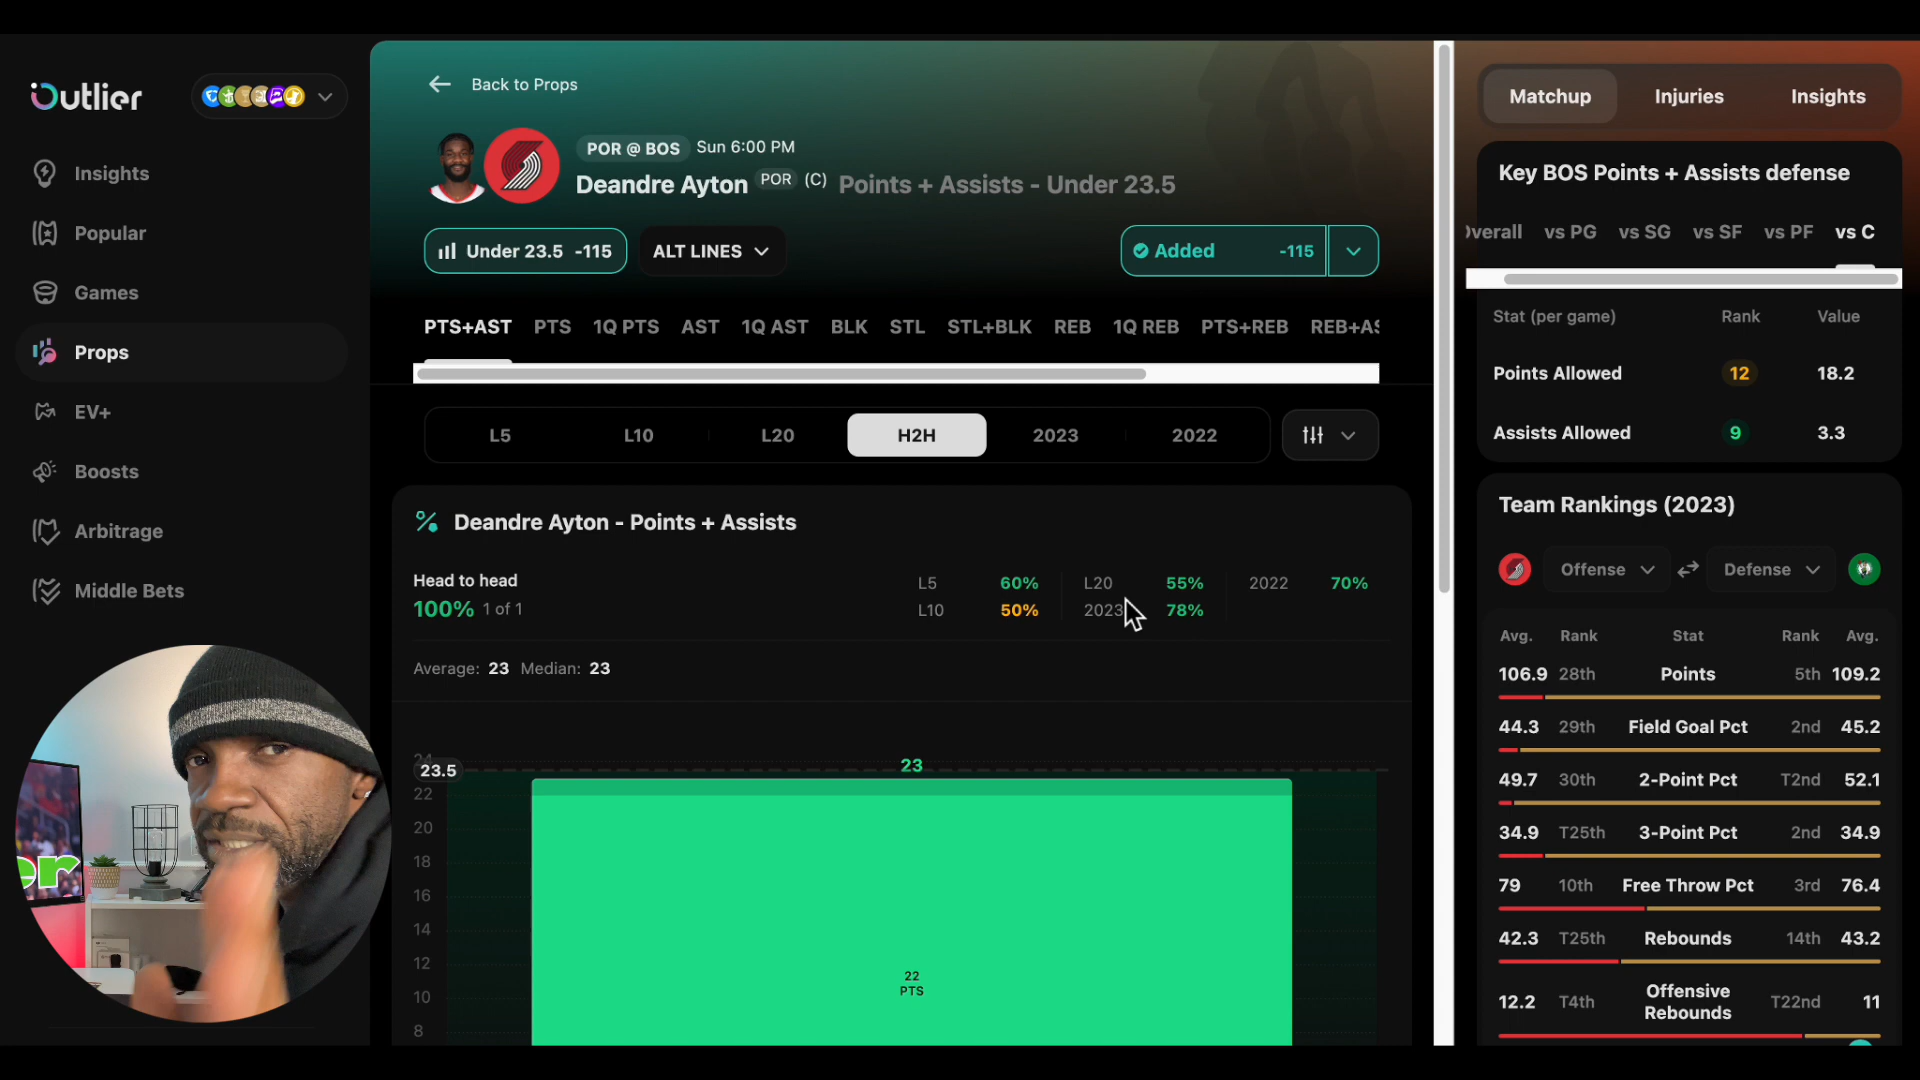 Outlier
Insights
Popular
Games
Props
EV+
Boosts
Arbitrage
Middle Bets
er
Back to Props
POR @ BOS Sun 6:00 PM
Deandre Ayton POR (C) Points + Assists - Under 23.5
Under 23.5 -115 ALT LINES
Added -115
PTS+AST PTS 1Q PTS AST 1Q AST BLK STL STL+BLK REB 1Q REB PTS+REB REB+AS
L5 L10 L20 H2H 2023 2022
Deandre Ayton - Points + Assists
Head to head
100% 1 of 1
L5 60% L20 55% 2022 70%
L10 50% 2023 78%
Average: 23 Median: 23
24
23.5
23
22
20
18
16
14
12
10
8
22
PTS
Matchup Injuries Insights
Key BOS Points + Assists defense
Overall vs PG vs SG vs SF vs PF vs C
Stat (per game) Rank Value
Points Allowed 12 18.2
Assists Allowed 9 3.3
Team Rankings (2023)
Offense Defense
Avg. Rank Stat Rank Avg.
106.9 28th Points 5th 109.2
44.3 29th Field Goal Pct 2nd 45.2
49.7 30th 2-Point Pct T2nd 52.1
34.9 T25th 3-Point Pct 2nd 34.9
79 10th Free Throw Pct 3rd 76.4
42.3 T25th Rebounds 14th 43.2
12.2 T4th Offensive Rebounds T22nd 11